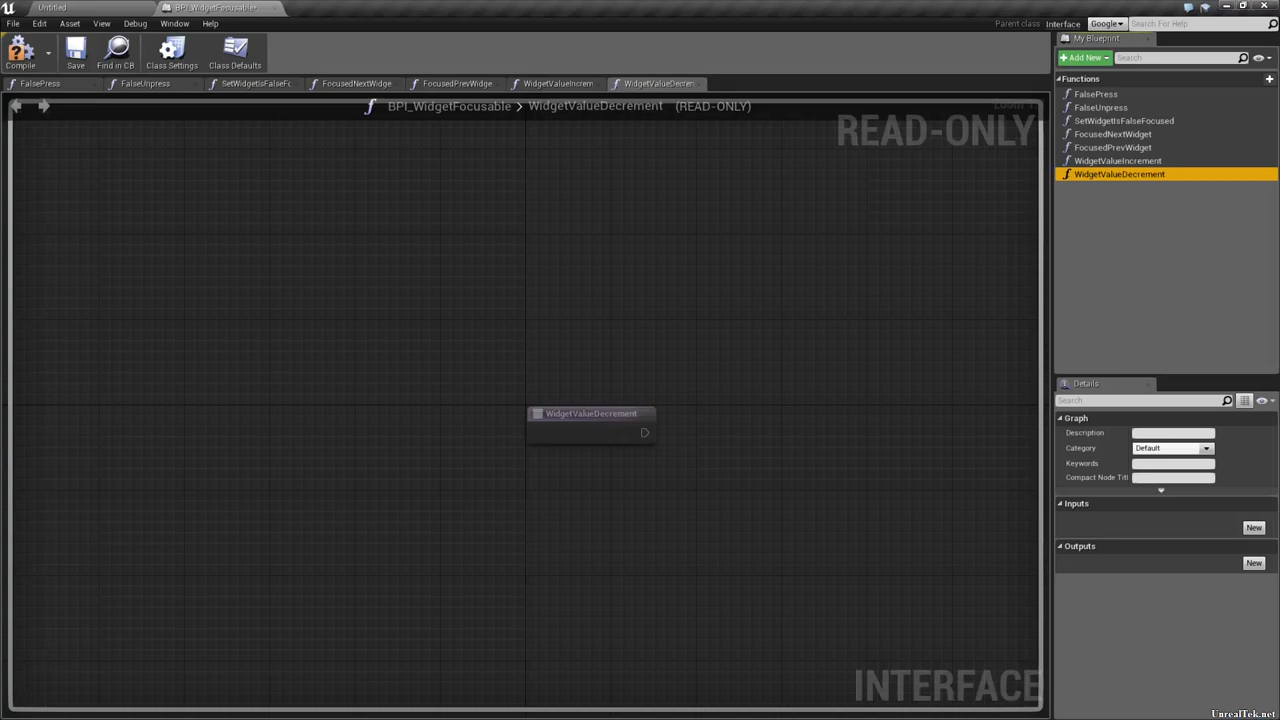 Untitled
BPI_WidgetFocusable*
File Edit Asset View Debug Window Help
Parent class: Interface Google Search For Help
Compile
Save
Find in CB
Class Settings
Class Defaults
My Blueprint
Add New
Search
FalsePress
FalseUnpress
SetWidgetIsFalseFo
FocusedNextWidge
FocusedPrevWidge
WidgetValueIncrem
WidgetValueDecren
BPI_WidgetFocusable > WidgetValueDecrement (READ-ONLY)
READ-ONLY
Functions
FalsePress
FalseUnpress
SetWidgetIsFalseFocused
FocusedNextWidget
FocusedPrevWidget
WidgetValueIncrement
WidgetValueDecrement
WidgetValueDecrement
Details
Search
Graph
Description
Category Default
Keywords
Compact Node Titl
Inputs
New
Outputs
New
INTERFACE
UnrealTek.net